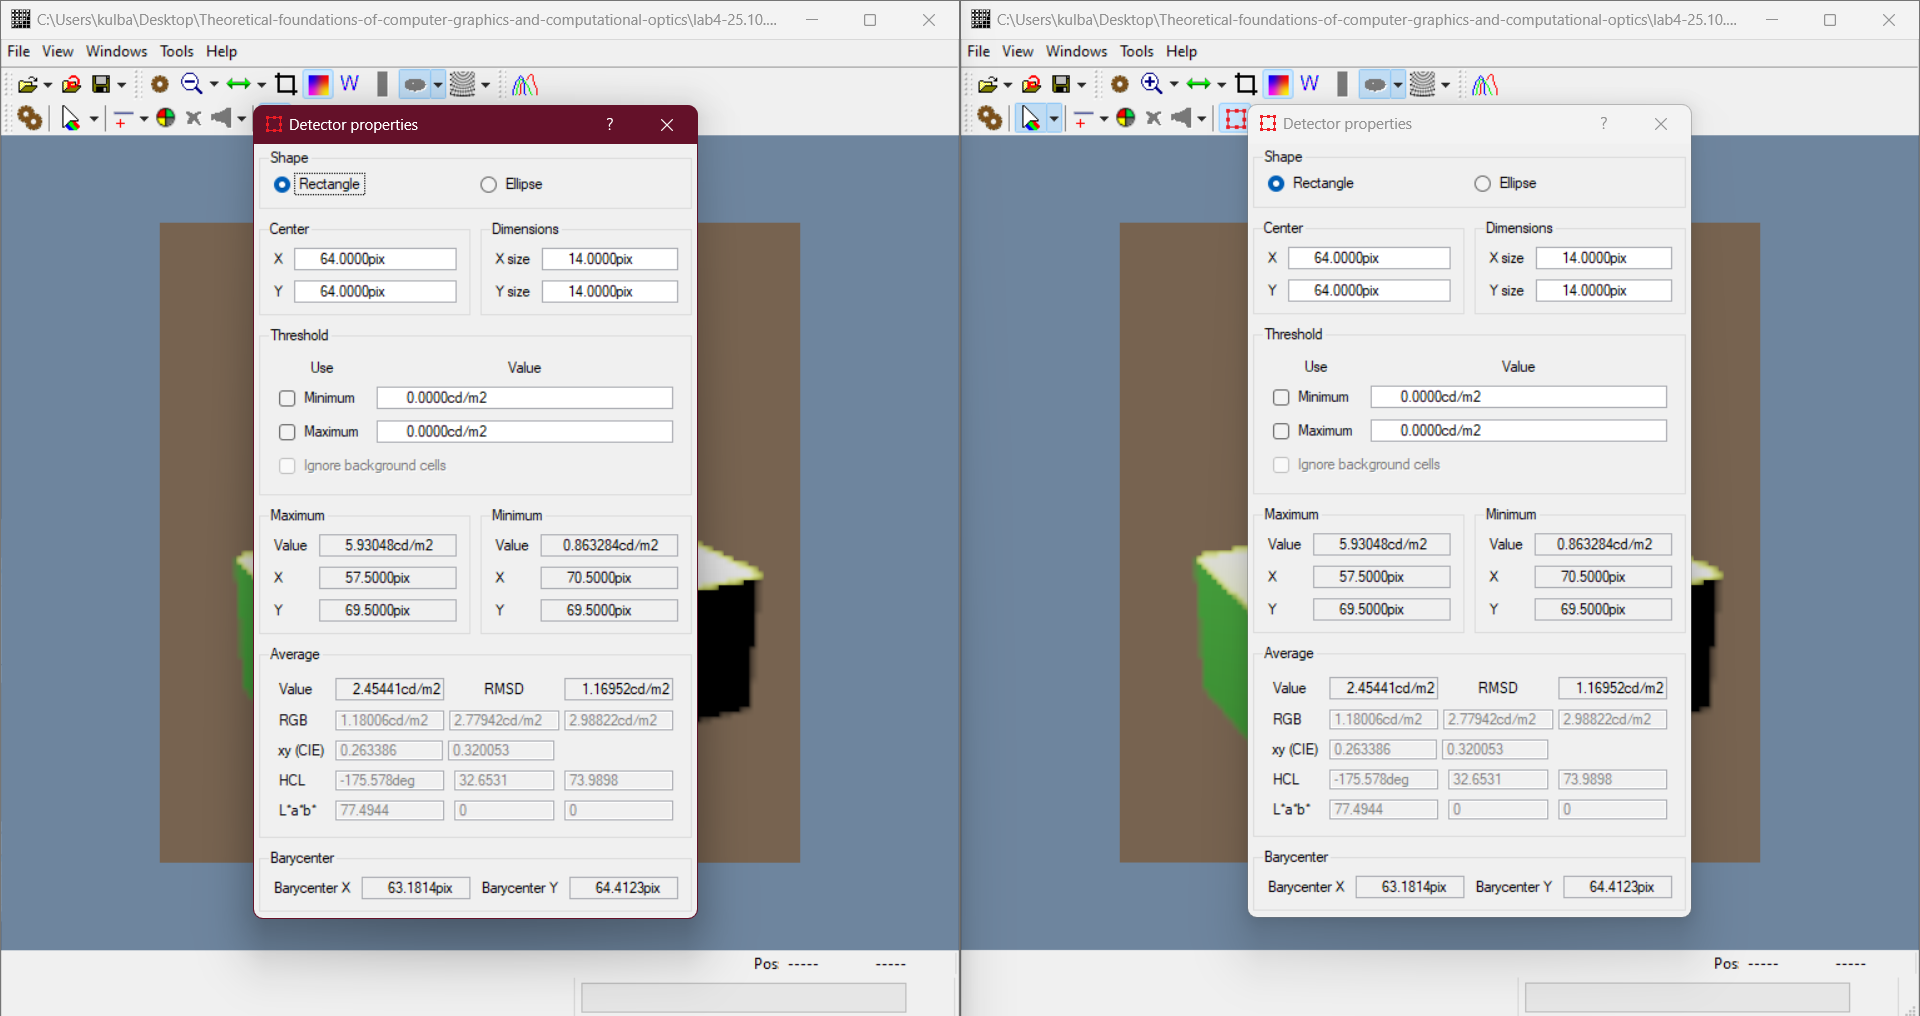 C:\Users\kulba\Desktop\Theoretical-foundations-of-computer-graphics-and-computational-optics\lab4-25.10....
File View Windows Tools Help
W
Detector properties ?
Shape
Rectangle Ellipse
Center Dimensions
X 64.0000pix X size 14.0000pix
Y 64.0000pix Y size 14.0000pix
Threshold
Use Value
Minimum 0.0000cd/m2
Maximum 0.0000cd/m2
Ignore background cells
Maximum Minimum
Value 5.93048cd/m2 Value 0.863284cd/m2
X 57.5000pix X 70.5000pix
Y 69.5000pix Y 69.5000pix
Average
Value 2.45441cd/m2 RMSD 1.16952cd/m2
RGB 1.18006cd/m2 2.77942cd/m2 2.98822cd/m2
xy (CIE) 0.263386 0.320053
HCL -175.578deg 32.6531 73.9898
L*a*b* 77.4944 0 0
Barycenter
Barycenter X 63.1814pix Barycenter Y 64.4123pix
Pos: ----- -----
C:\Users\kulba\Desktop\Theoretical-foundations-of-computer-graphics-and-computational-optics\lab4-25.10....
File View Windows Tools Help
W
Detector properties ?
Shape
Rectangle Ellipse
Center Dimensions
X 64.0000pix X size 14.0000pix
Y 64.0000pix Y size 14.0000pix
Threshold
Use Value
Minimum 0.0000cd/m2
Maximum 0.0000cd/m2
Ignore background cells
Maximum Minimum
Value 5.93048cd/m2 Value 0.863284cd/m2
X 57.5000pix X 70.5000pix
Y 69.5000pix Y 69.5000pix
Average
Value 2.45441cd/m2 RMSD 1.16952cd/m2
RGB 1.18006cd/m2 2.77942cd/m2 2.98822cd/m2
xy (CIE) 0.263386 0.320053
HCL -175.578deg 32.6531 73.9898
L*a*b* 77.4944 0 0
Barycenter
Barycenter X 63.1814pix Barycenter Y 64.4123pix
Pos: ----- -----